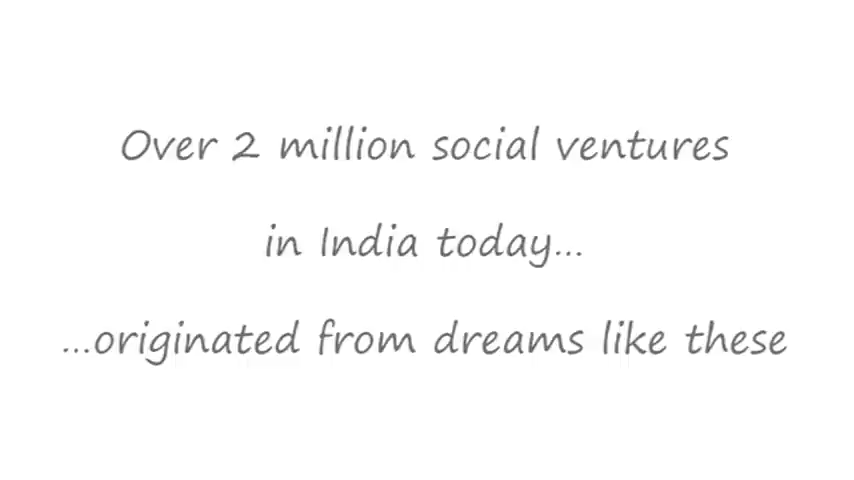 Over 2 million social ventures
in India today...
...originated from dreams like these